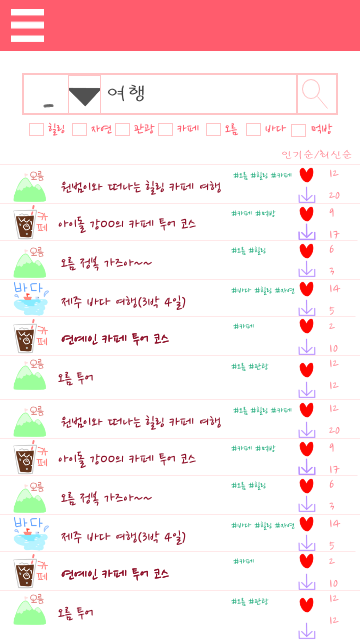 여행
힐링 자연 관광 카페 오름 바다 먹방
인기순/최신순
오름 원범이와 떠나는 힐링 카페 여행 #오름 #힐링 #카페 12 20
카페 아이돌 강OO의 카페 투어 코스 #카페 #먹방 9 17
오름 오름 정복 가즈아~~ #오름 #힐링 6 3
바다 제주 바다 여행(3박 4일) #바다 #힐링 #자연 14 5
카페 연예인 카페 투어 코스 #카페 2 10
오름 오름 투어 #오름 #관광 12 12
오름 원범이와 떠나는 힐링 카페 여행 #오름 #힐링 #카페 12 20
카페 아이돌 강OO의 카페 투어 코스 #카페 #먹방 9 17
오름 오름 정복 가즈아~~ #오름 #힐링 6 3
바다 제주 바다 여행(3박 4일) #바다 #힐링 #자연 14 5
카페 연예인 카페 투어 코스 #카페 2 10
오름 오름 투어 #오름 #관광 12 12